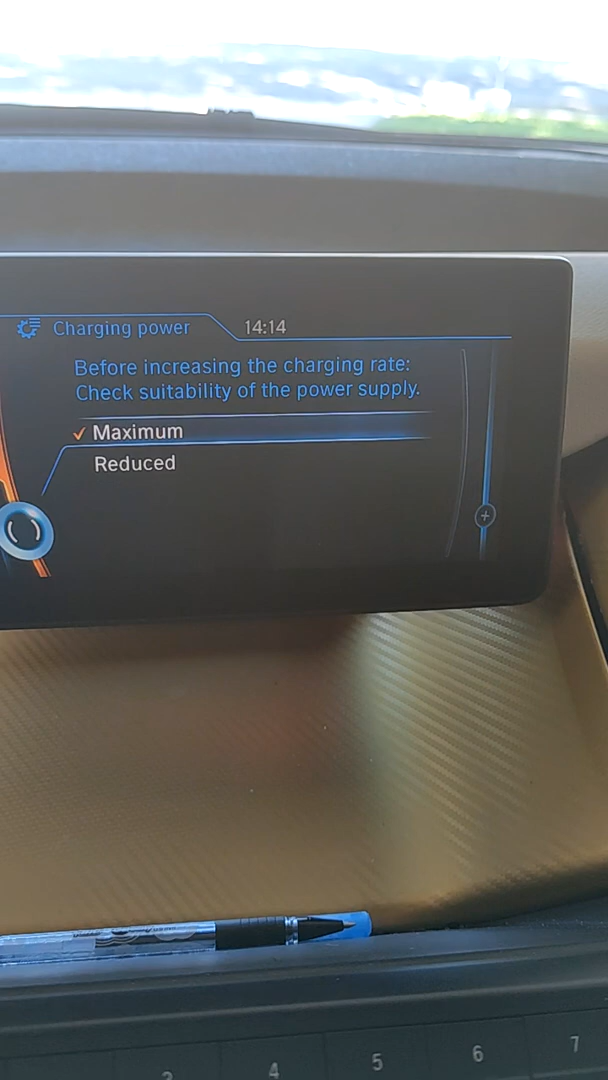 Charging power
14:14
Before increasing the charging rate:
Check suitability of the power supply.
Maximum
Reduced
3
4
5
6
7